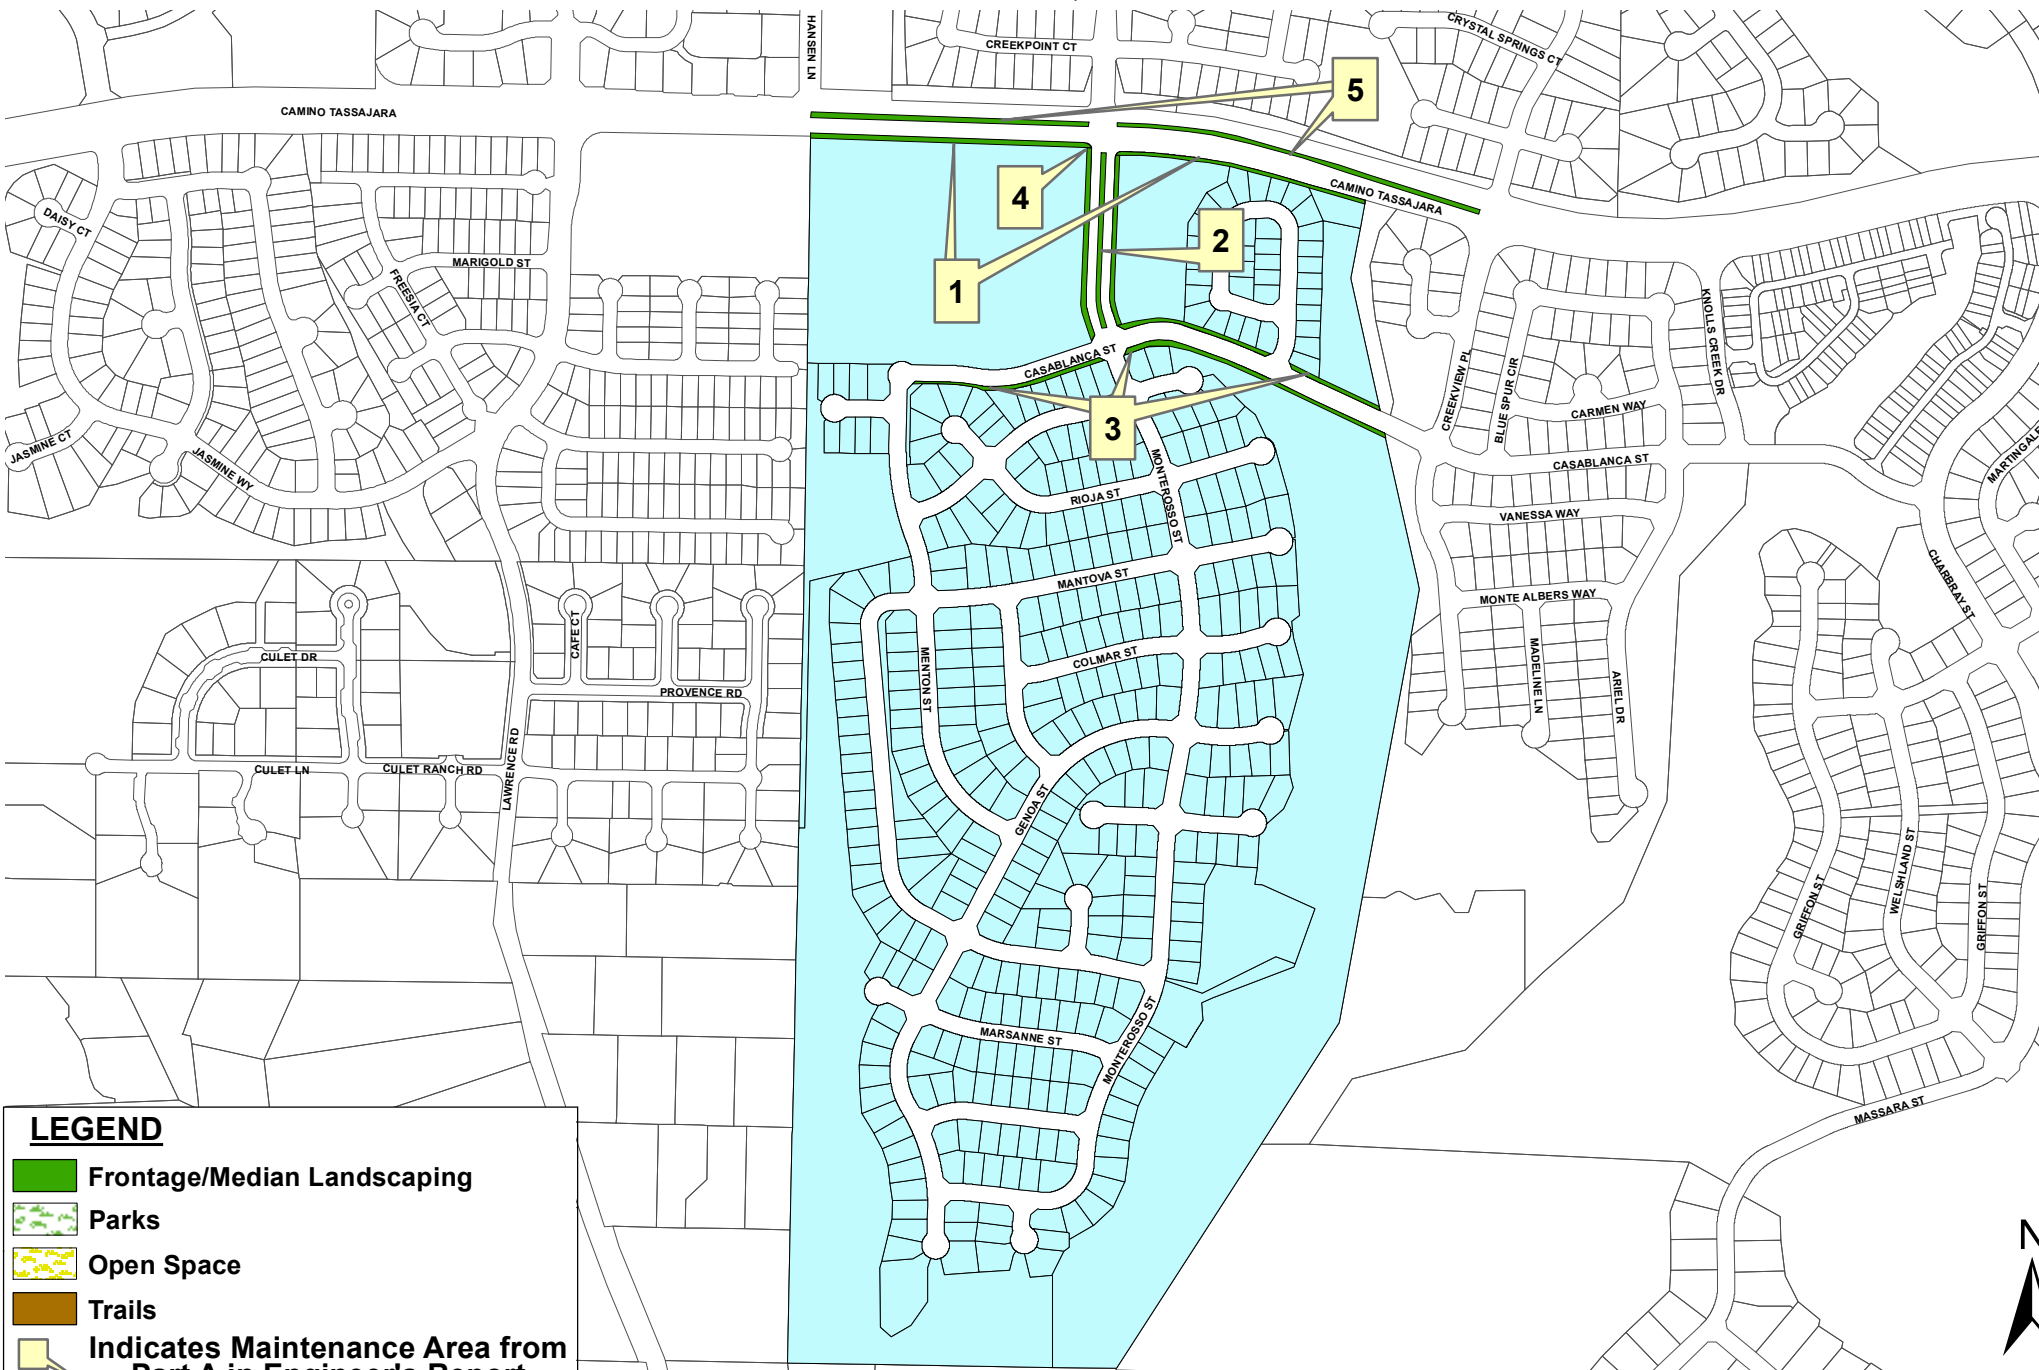 HANSEN LN
CREEKPOINT CT
CRYSTAL SPRINGS CT
CAMINO TASSAJARA
5
4
CAMINO TASSAJARA
DAISY CT
2
MARIGOLD ST
FREESIA CT
1
KNOLLS CREEK DR
CASABLANCA ST
CREEKVIEW PL
BLUE SPUR CIR
CARMEN WAY
3
JASMINE CT
JASMINE WY
MONTEROSSO ST
CASABLANCA ST
MARTINGALE
RIOJA ST
VANESSA WAY
MANTOVA ST
CHARBRAY ST
MONTE ALBERS WAY
CAFE CT
CULET DR
MENTON ST
COLMAR ST
MADELINE LN
ARIEL DR
PROVENCE RD
LAWRENCE RD
CULET LN
CULET RANCH RD
GENOA ST
WELSHLAND ST
GRIFFON ST
GRIFFON ST
MARSANNE ST
MONTEROSSO ST
MASSARA ST
LEGEND
Frontage/Median Landscaping
Parks
Open Space
Trails
Indicates Maintenance Area from
Part A in Engineer's Report
N